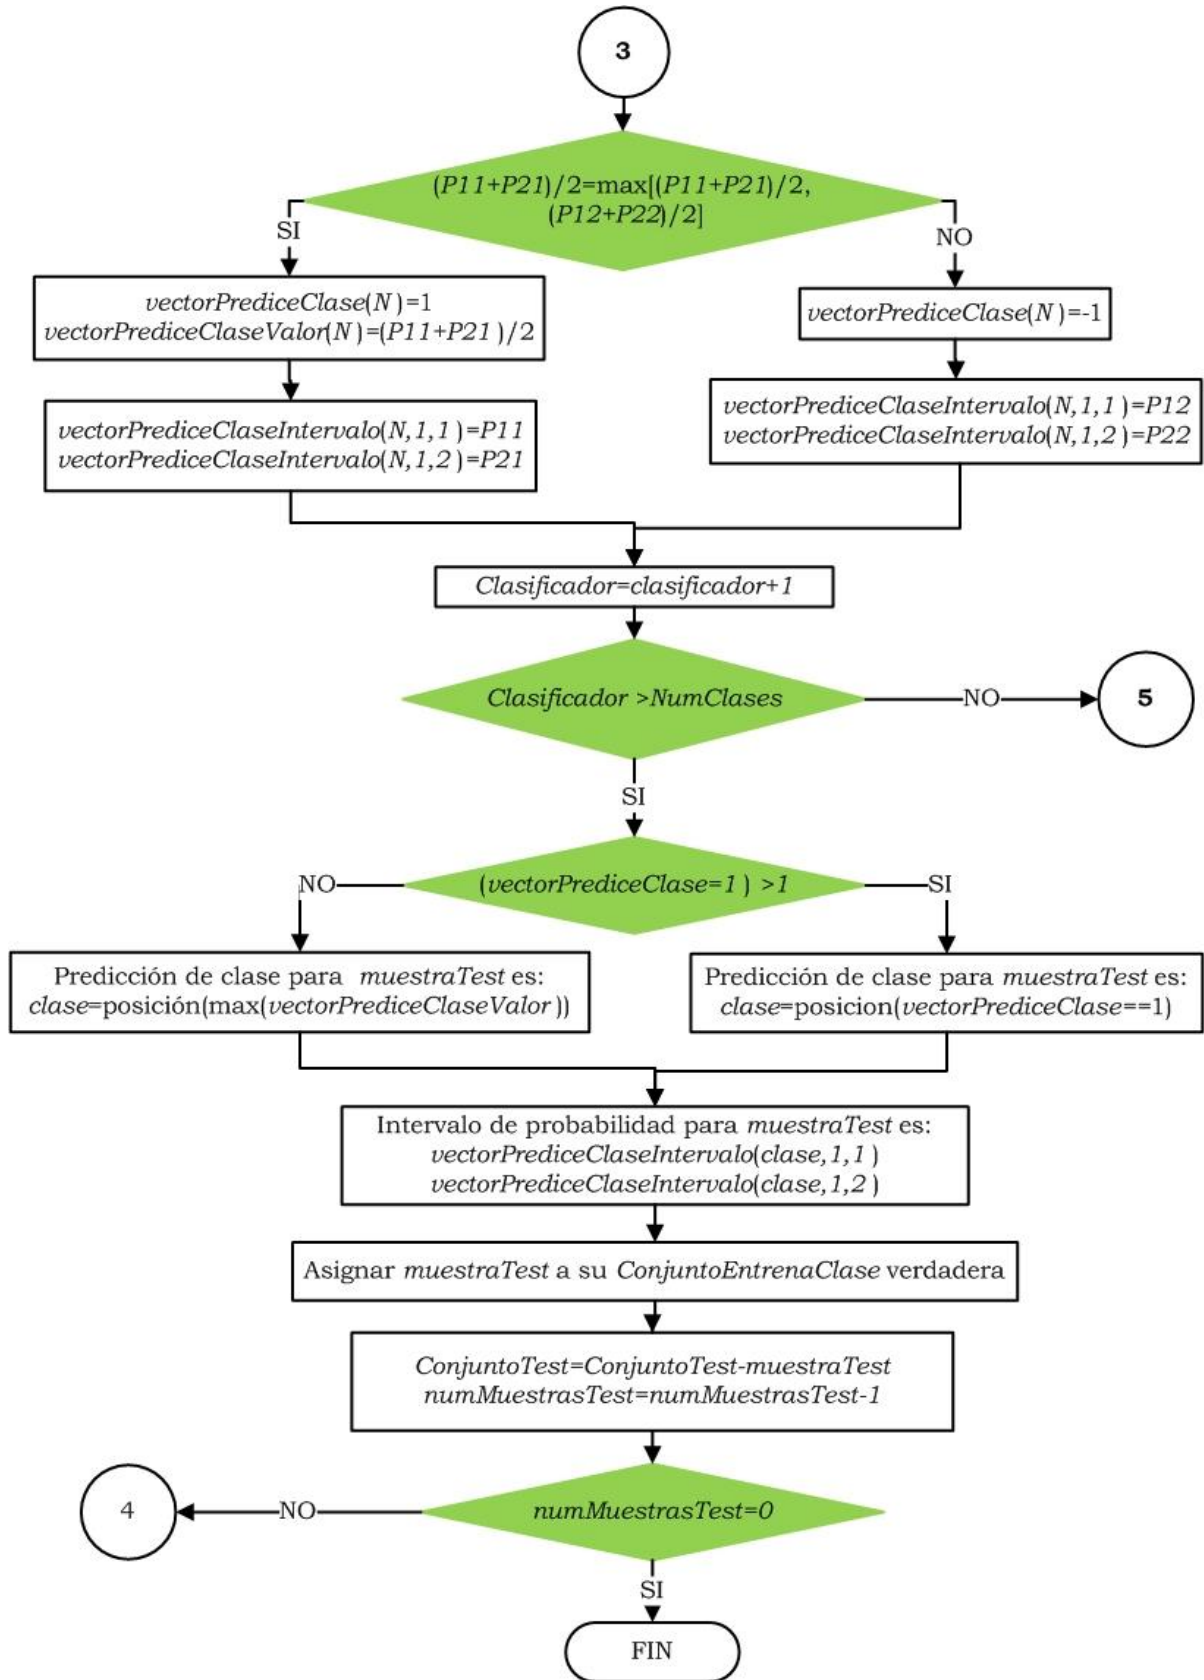 3
(P11+P21)/2=max[(P11+P21)/2,
(P12+P22)/2]
SI
NO
vectorPrediceClase(N)=1
vectorPrediceClaseValor(N)=(P11+P21 )/2
vectorPrediceClase(N)=-1
vectorPrediceClaseIntervalo(N,1,1 )=P11
vectorPrediceClaseIntervalo(N,1,2 )=P21
vectorPrediceClaseIntervalo(N,1,1 )=P12
vectorPrediceClaseIntervalo(N,1,2 )=P22
Clasificador=clasificador+1
Clasificador >NumClases
NO
5
SI
(vectorPrediceClase=1 ) >1
NO
SI
Predicción de clase para muestraTest es:
clase=posición(max(vectorPrediceClaseValor))
Predicción de clase para muestraTest es:
clase=posicion(vectorPrediceClase==1)
Intervalo de probabilidad para muestraTest es:
vectorPrediceClaseIntervalo(clase,1,1 )
vectorPrediceClaseIntervalo(clase,1,2 )
Asignar muestraTest a su ConjuntoEntrenaClase verdadera
ConjuntoTest=ConjuntoTest-muestraTest
numMuestrasTest=numMuestrasTest-1
numMuestrasTest=0
NO
4
SI
FIN